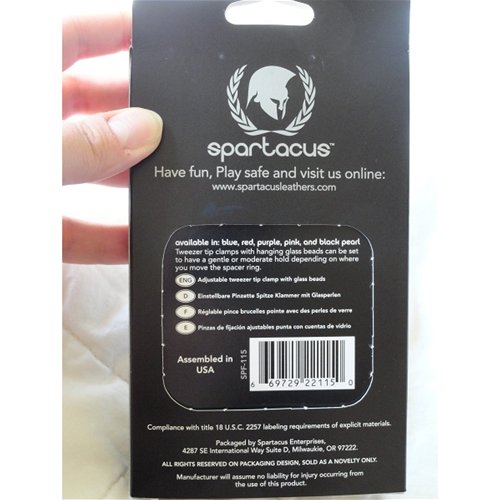 spartacus™
Have fun, Play safe and visit us online:
www.spartacusleathers.com
available in: blue, red, purple, pink, and black pearl
Tweezer tip clamps with hanging glass beads can be
set to have a gentle or moderate hold depending on where
you move the spacer ring.
ENG Adjustable tweezer tip clamp with glass beads
D Einstellbare Pinzette Spitze Klammer mit Glasperlen
F Réglable pince brucelles pointe avec des perles de verre
E Pinzas de fijación ajustables punta con cuentas de vidrio
Assembled in
USA
SPF-115
6 69729 22115 0
Compliance with title 18 U.S.C. 2257 labeling requirements of explicit materials.
Packaged by Spartacus Enterprises,
4287 SE International Way Suite D, Milwaukie, OR 97222.
ALL RIGHTS RESERVED ON PACKAGING DESIGN, SOLD AS A NOVELTY ONLY.
Manufacturer will assume no liability for injury occurring from
the use of this product.